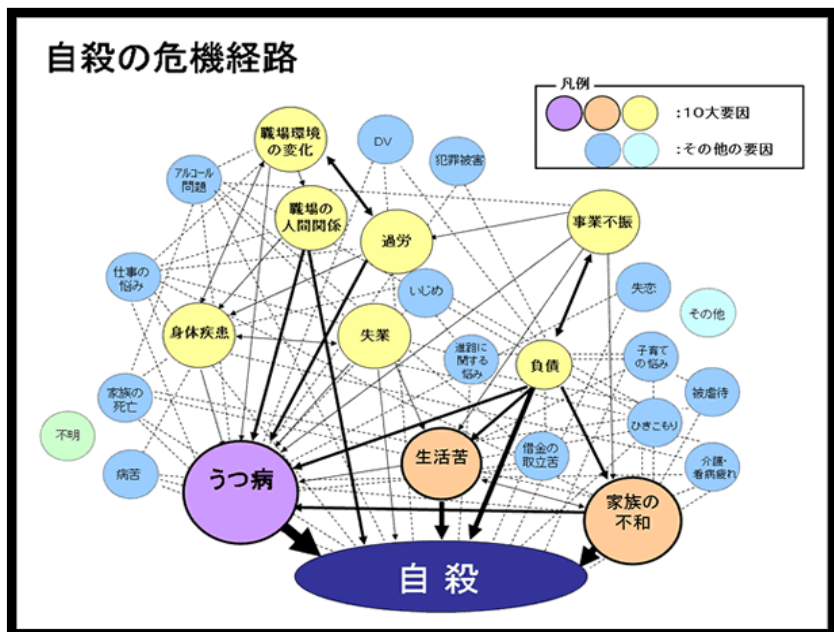 自殺の危機経路
凡例
:10大要因
:その他の要因
職場環境
の変化
DV
犯罪被害
アルコール
問題
職場の
人間関係
過労
事業不振
仕事の
悩み
いじめ
失恋
その他
身体疾患
失業
進路に
関する
悩み
負債
子育て
の悩み
家族の
死亡
被虐待
不明
ひきこもり
病苦
うつ病
生活苦
借金の
取立苦
介護・
看病疲れ
家族の
不和
自殺